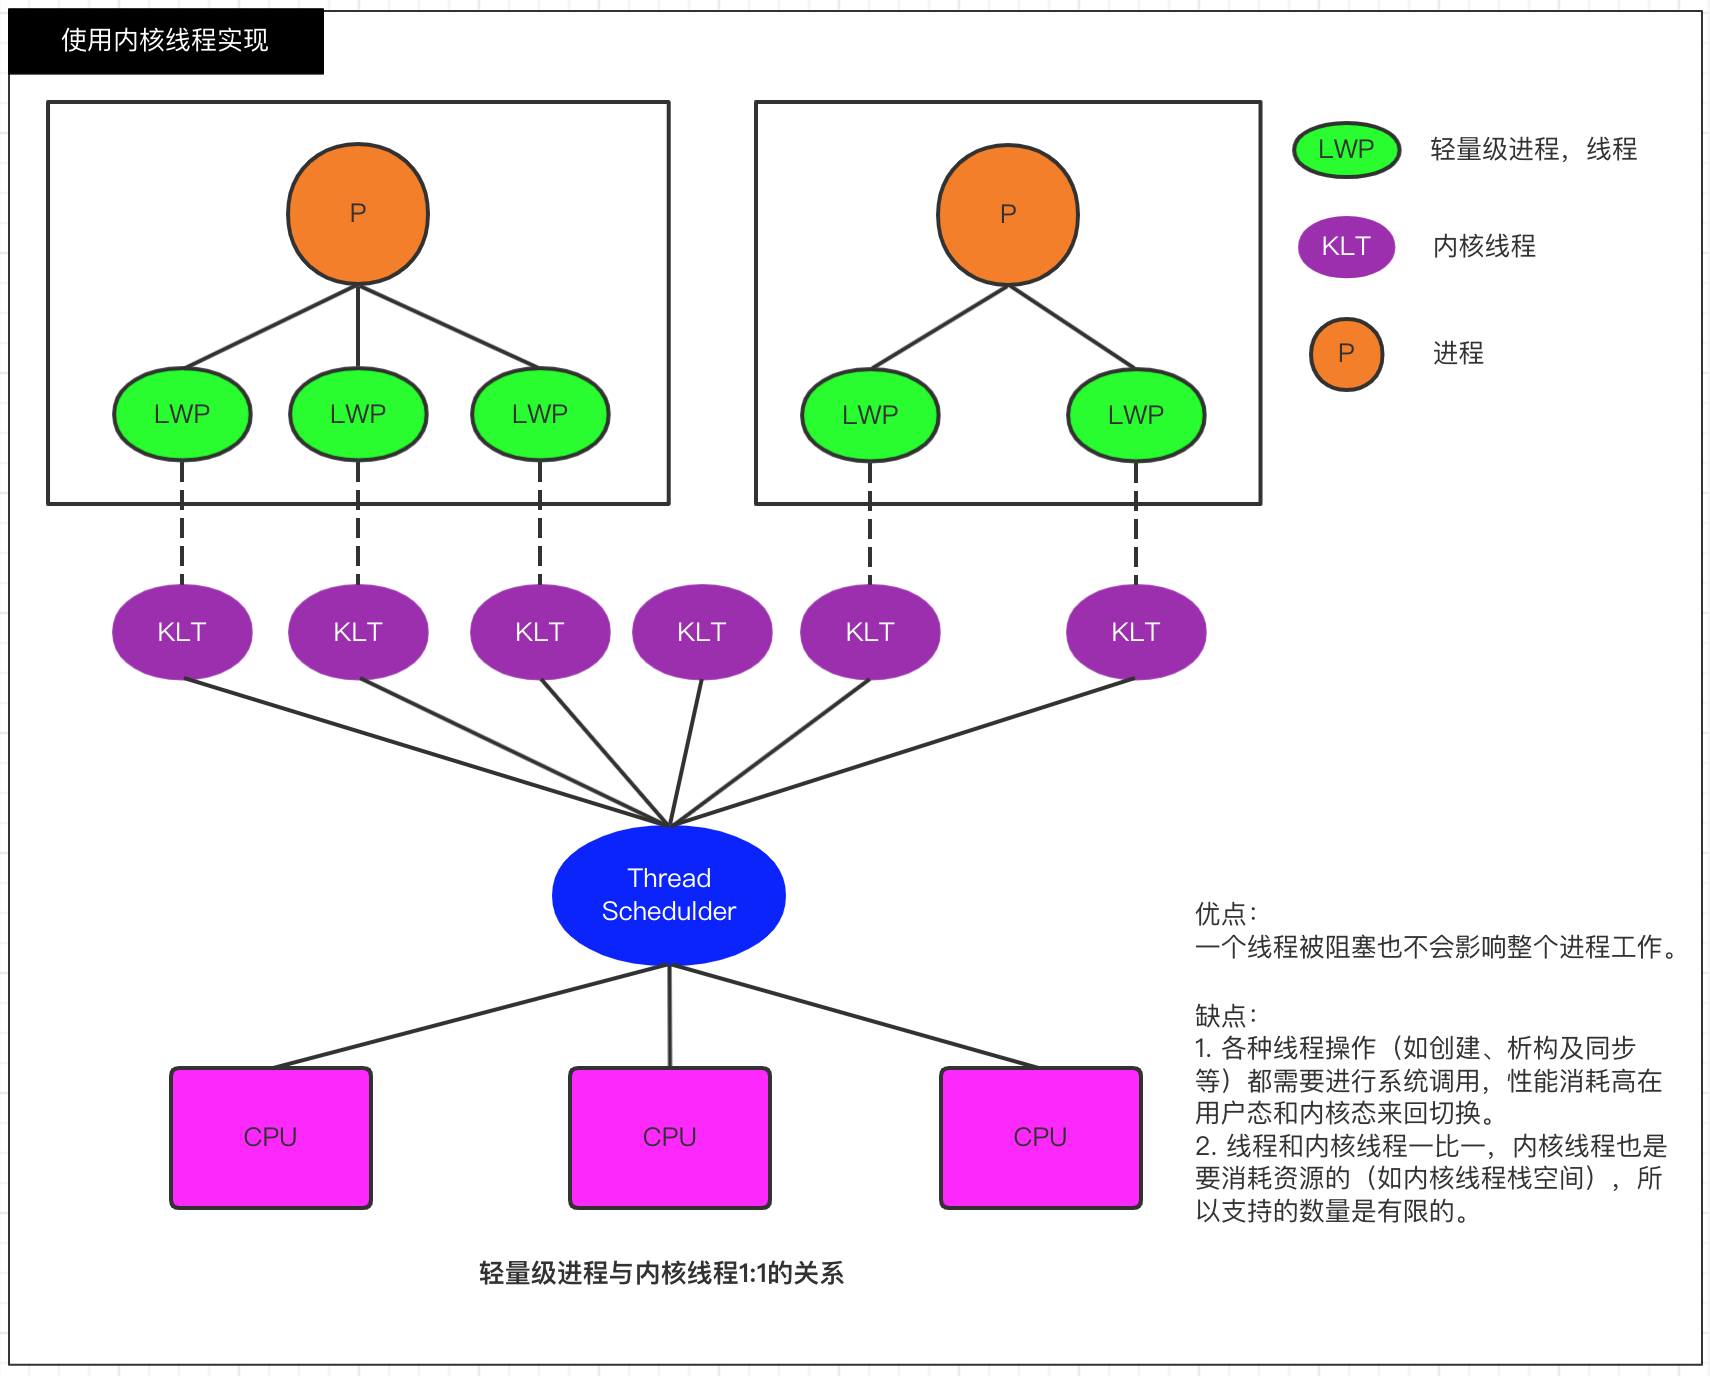 使用内核线程实现
P
P
LWP
轻量级进程，线程
KLT
内核线程
P
进程
LWP
LWP
LWP
LWP
LWP
KLT
KLT
KLT
KLT
KLT
KLT
Thread
Schedulder
优点：
一个线程被阻塞也不会影响整个进程工作。
缺点：
1. 各种线程操作（如创建、析构及同步
等）都需要进行系统调用，性能消耗高在
用户态和内核态来回切换。
2. 线程和内核线程一比一，内核线程也是
要消耗资源的（如内核线程栈空间），所
以支持的数量是有限的。
CPU
CPU
CPU
轻量级进程与内核线程1:1的关系